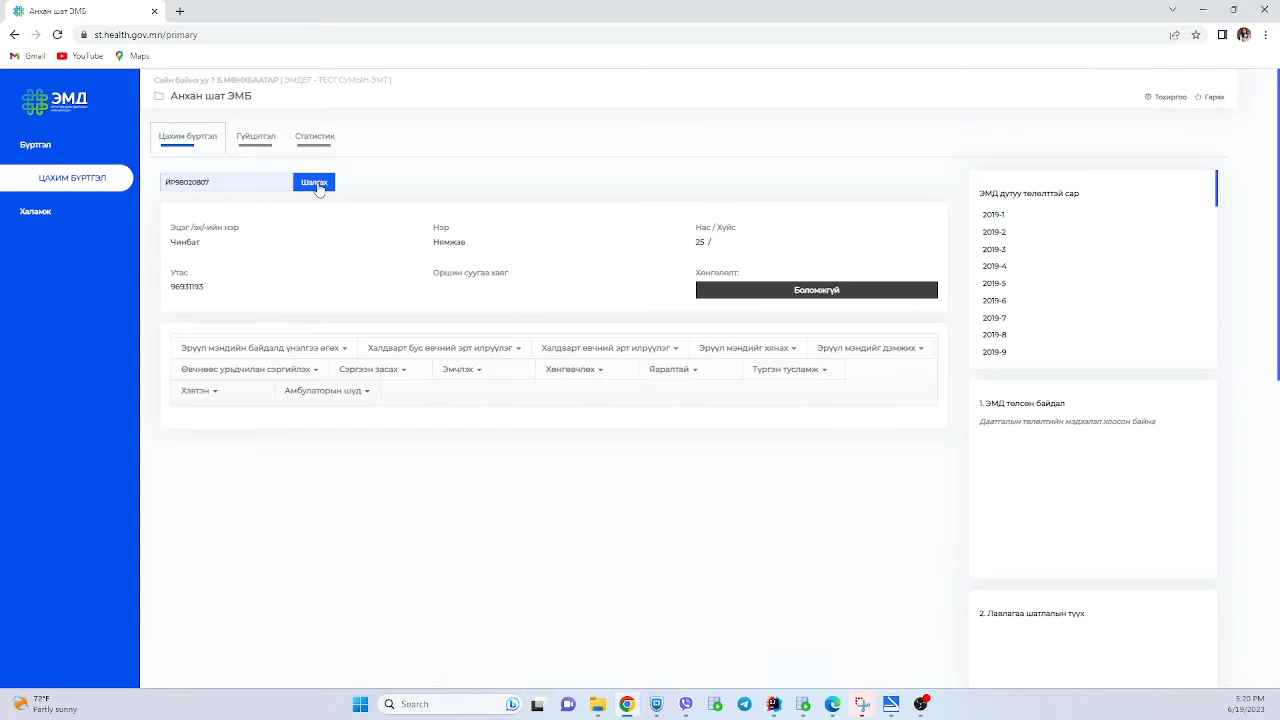 Анхан шат ЭМБ
st.health.gov.mn/primary
Gmail
YouTube
Maps
ЭМД
Сайн байна уу ? Б.МӨНХБААТАР [ ЭМДЕГ - ТЕСТ СУМЫН ЭМТ ]
Анхан шат ЭМБ
Тохиргоо
Гарах
Бүртгэл
ЦАХИМ БҮРТГЭЛ
Халамж
Цахим бүртгэл
Гүйцэтгэл
Статистик
ЙР98020807
Шалгах
Эцэг /эх/-ийн нэр
Нэр
Нас / Хүйс
Чинбат
Нямжав
25 /
Утас
Оршин суугаа хаяг
Хөнгөлөлт:
96931193
Боломжгүй
Эрүүл мэндийн байдалд үнэлгээ өгөх
Халдварт бус өвчний эрт илрүүлэг
Халдварт өвчний эрт илрүүлэг
Эрүүл мэндийг хянах
Эрүүл мэндийг дэмжих
Өвчнөөс урьдчилан сэргийлэх
Сэргээн засах
Эмчлэх
Хөнгөвчлөх
Яаралтай
Түргэн тусламж
Хэвтэн
Амбулаторын шүд
ЭМД дутуу төлөлттэй сар
2019-1
2019-2
2019-3
2019-4
2019-5
2019-6
2019-7
2019-8
2019-9
1. ЭМД төлсөн байдал
Даатгалын төлөлтийн мэдээлэл хоосон байна
2. Лавлагаа шатлалын түүх
72°F
Partly sunny
Search
5:20 PM
6/19/2023